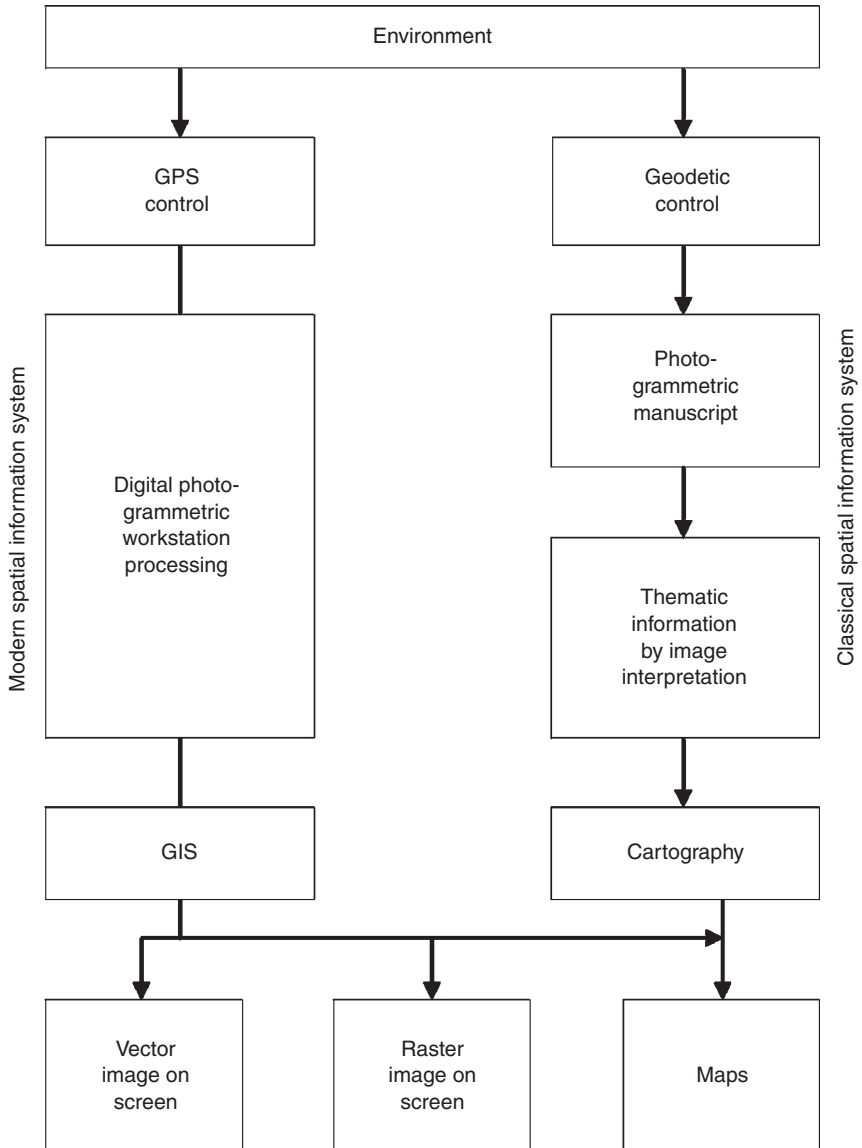 Environment
GPS
control
Geodetic
control
Modern spatial information system
Digital photo-
grammetric
workstation
processing
Photo-
grammetric
manuscript
Classical spatial information system
Thematic
information
by image
interpretation
GIS
Cartography
Vector
image on
screen
Raster
image on
screen
Maps